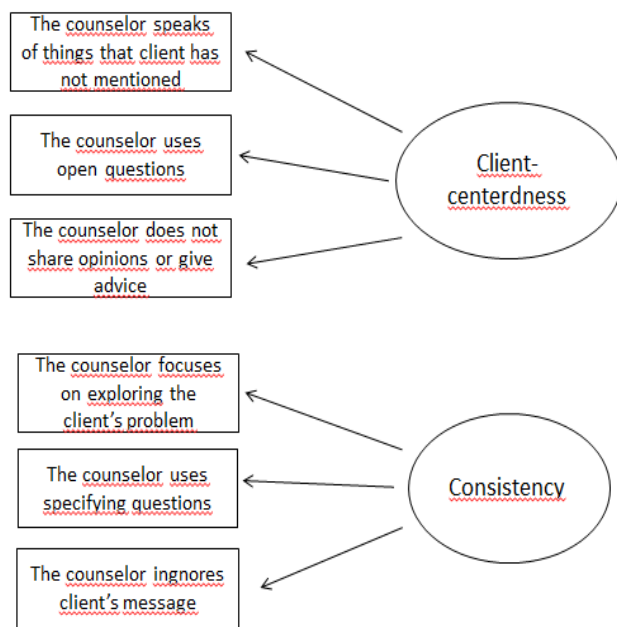 The counselor speaks
of things that client has
not mentioned
The counselor uses
open questions
The counselor does not
share opinions or give
advice
Client-
centerdness
The counselor focuses
on exploring the
client's problem
The counselor uses
specifying questions
The counselor ingnores
client's message
Consistency